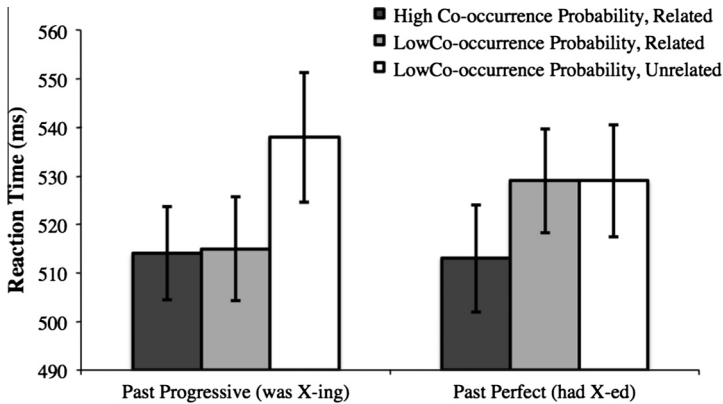 High Co-occurrence Probability, Related
LowCo-occurrence Probability, Related
LowCo-occurrence Probability, Unrelated
Reaction Time (ms)
560
550
540
530
520
510
500
490
Past Progressive (was X-ing)
Past Perfect (had X-ed)